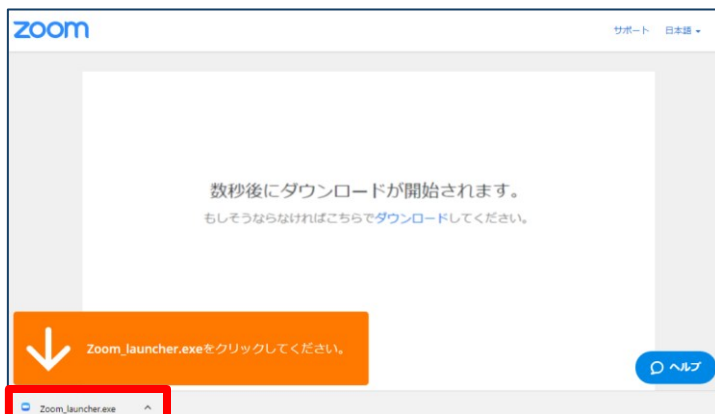 zoom
サポート 日本語
数秒後にダウンロードが開始されます。
もしそうならなければこちらでダウンロードしてください。
Zoom_launcher.exeをクリックしてください。
ヘルプ
Zoom_launcher.exe